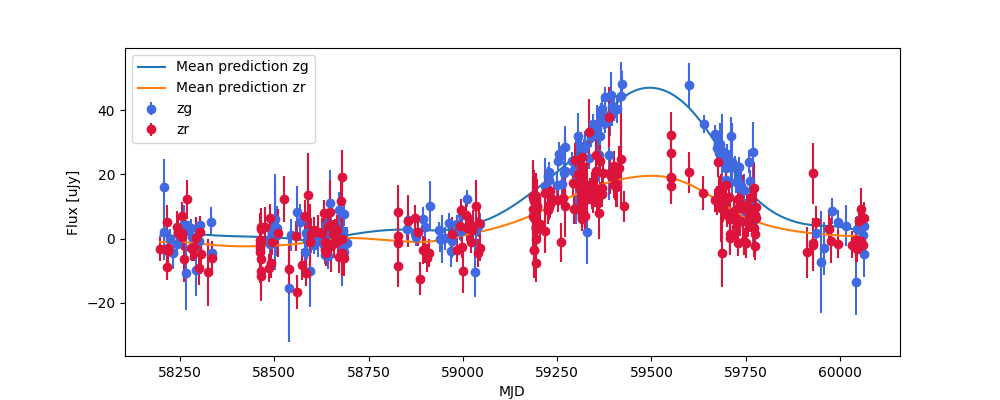 Mean prediction zg
Mean prediction zr
zg
zr
Flux [uJy]
40
20
0
−20
58250 58500 58750 59000 59250 59500 59750 60000
MJD